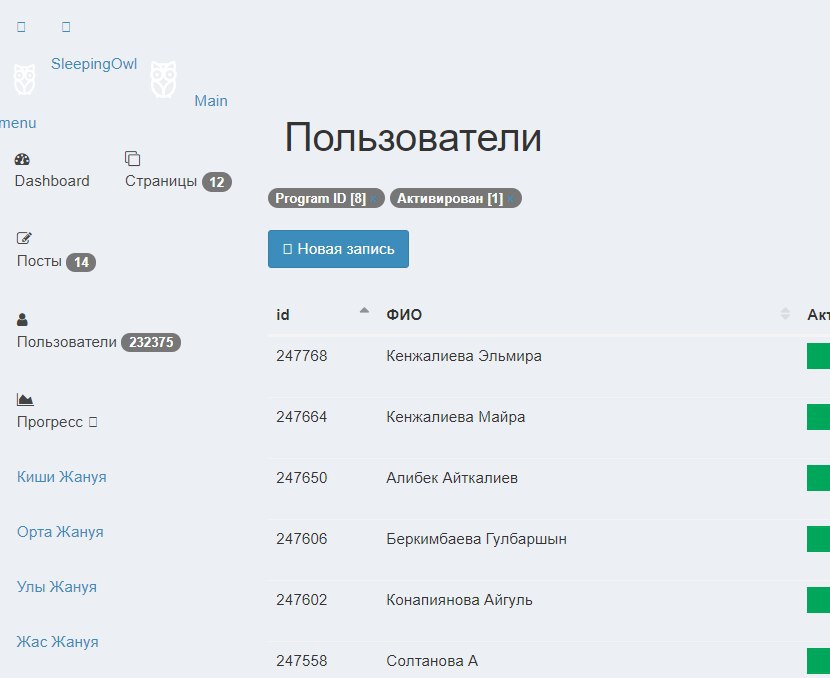 SleepingOwl
Main
menu
Dashboard
Страницы 12
Посты 14
Пользователи 232375
Прогресс
Киши Жануя
Орта Жануя
Улы Жануя
Жас Жануя
Пользователи
Program ID [8] × Активирован [1] ×
Новая запись
id ФИО Акт
247768 Кенжалиева Эльмира
247664 Кенжалиева Майра
247650 Алибек Айткалиев
247606 Беркимбаева Гулбаршын
247602 Конапиянова Айгуль
247558 Солтанова А